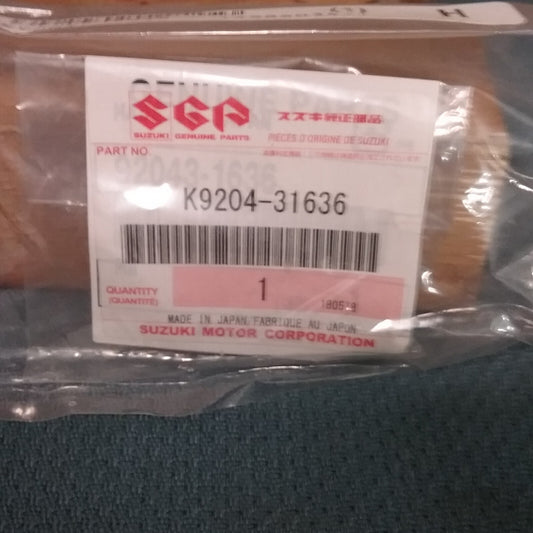 H
SGP
SUZUKI GENUINE PARTS
スズキ純正部品
PIÈCES D'ORIGINE DE SUZUKI
PART NO
92043-1636
K9204-31636
QUANTITY
(QUANTITÉ)
1
MADE IN JAPAN/FABRIQUÉ AU JAPON
SUZUKI MOTOR CORPORATION